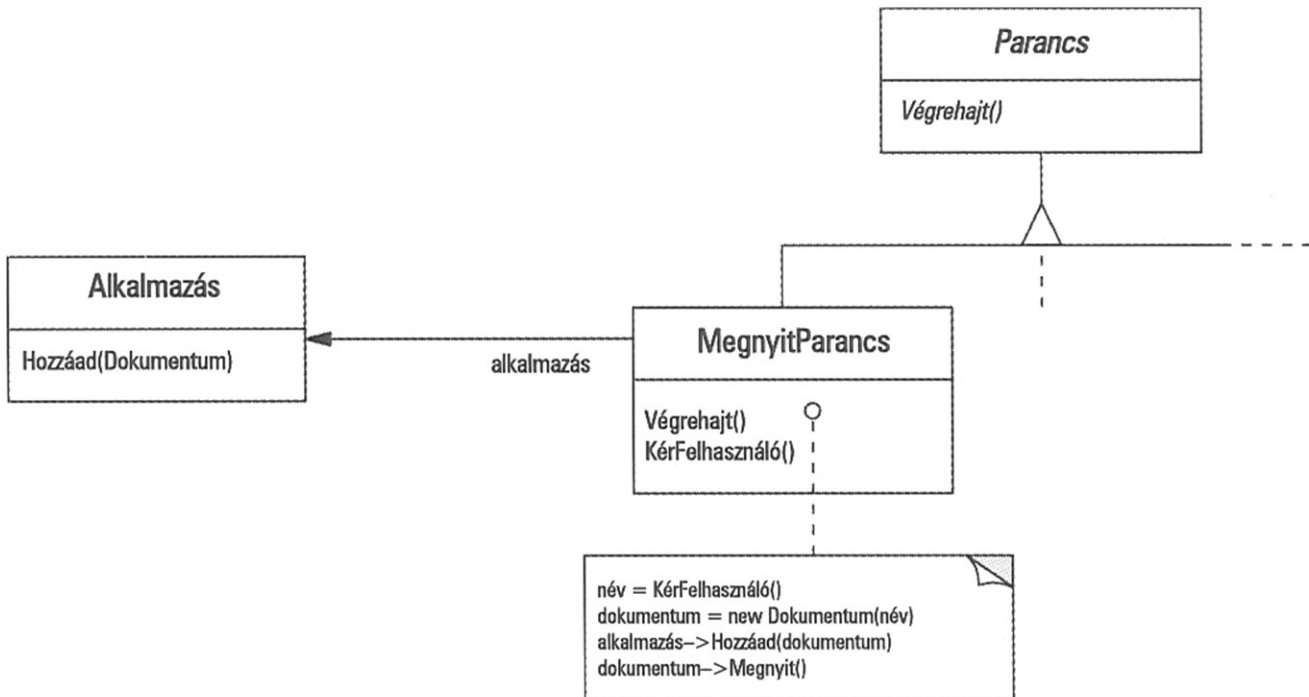 Parancs
Végrehajt()
Alkalmazás
Hozzáad(Dokumentum)
alkalmazás
MegnyitParancs
Végrehajt()
KérFelhasználó()
név = KérFelhasználó()
dokumentum = new Dokumentum(név)
alkalmazás–>Hozzáad(dokumentum)
dokumentum–>Megnyit()